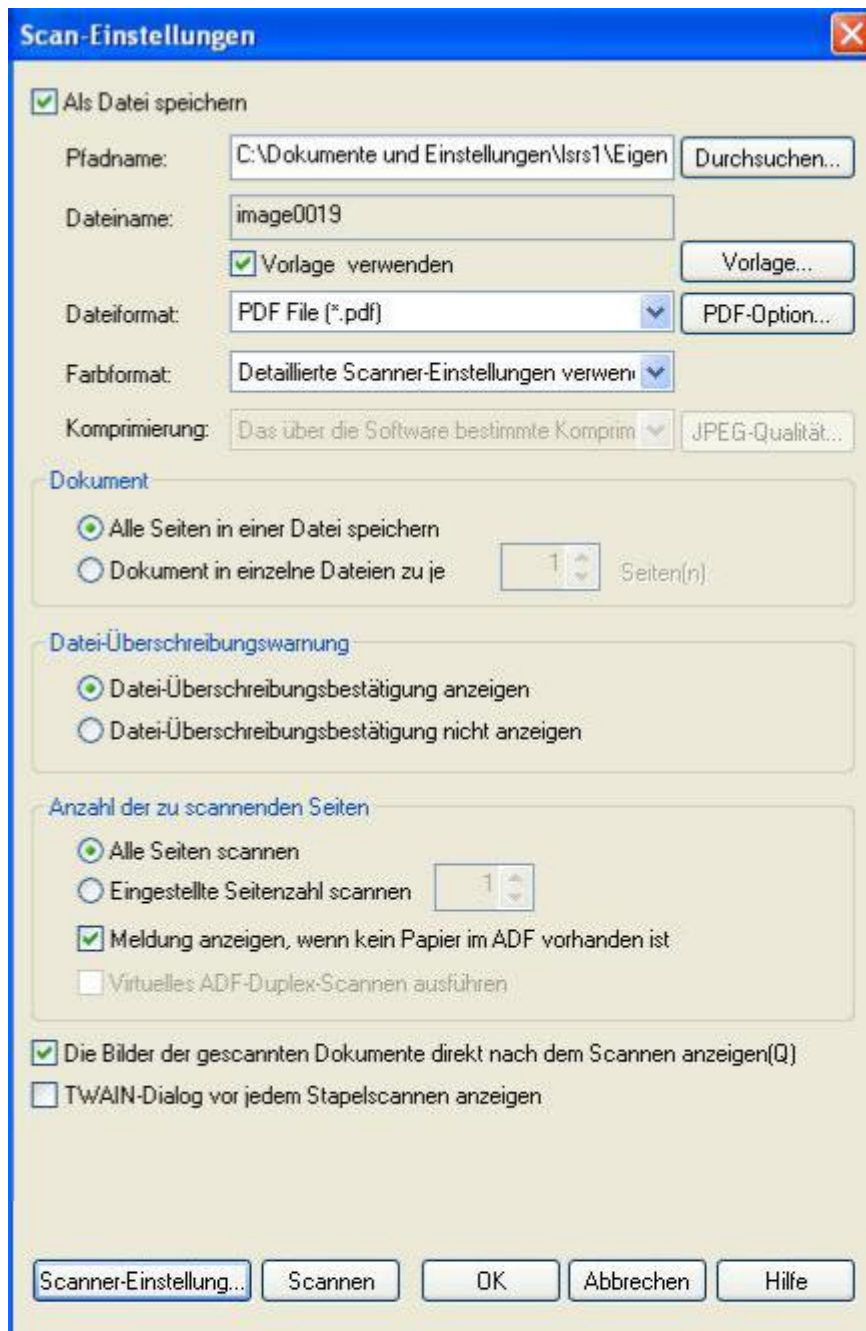 Scan-Einstellungen
Als Datei speichern
Pfadname: C:\Dokumente und Einstellungen\lsrs1\Eigen Durchsuchen...
Dateiname: image0019
Vorlage verwenden Vorlage...
Dateiformat: PDF File (*.pdf) PDF-Option...
Farbformat: Detaillierte Scanner-Einstellungen verwen
Komprimierung: Das über die Software bestimmte Komprim JPEG-Qualität...
Dokument
Alle Seiten in einer Datei speichern
Dokument in einzelne Dateien zu je 1 Seiten(n)
Datei-Überschreibungswarnung
Datei-Überschreibungsbestätigung anzeigen
Datei-Überschreibungsbestätigung nicht anzeigen
Anzahl der zu scannenden Seiten
Alle Seiten scannen
Eingestellte Seitenzahl scannen 1
Meldung anzeigen, wenn kein Papier im ADF vorhanden ist
Virtuelles ADF-Duplex-Scannen ausführen
Die Bilder der gescannten Dokumente direkt nach dem Scannen anzeigen(Q)
TWAIN-Dialog vor jedem Stapelscannen anzeigen
Scanner-Einstellung... Scannen OK Abbrechen Hilfe